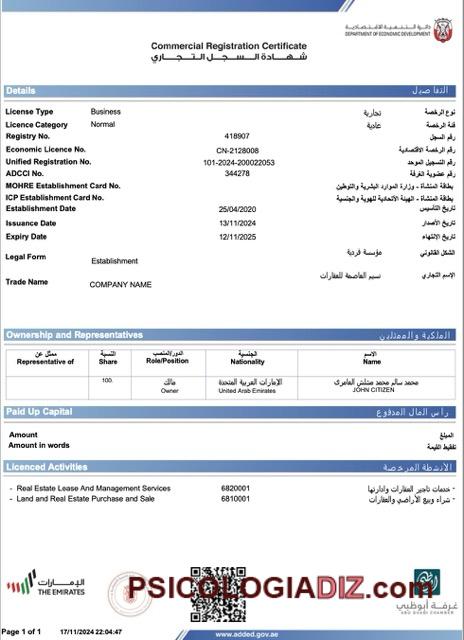 دائرة التنمية الاقتصادية
DEPARTMENT OF ECONOMIC DEVELOPMENT
Commercial Registration Certificate
شهادة السجل التجاري
Details التفاصيل
License Type Business تجارية نوع الرخصة
Licence Category Normal عادية فئة الرخصة
Registry No. 418907 رقم السجل
Economic Licence No. CN-2128008 رقم الرخصة الاقتصادية
Unified Registration No. 101-2024-200022053 رقم التسجيل الموحد
ADCCI No. 344278 رقم عضوية الغرفة
MOHRE Establishment Card No. بطاقة المنشأة - وزارة الموارد البشرية والتوطين
ICP Establishment Card No. بطاقة المنشأة - الهيئة الأتحادية للهوية والجنسية
Establishment Date 25/04/2020 تاريخ التأسيس
Issuance Date 13/11/2024 تاريخ الأصدار
Expiry Date 12/11/2025 تاريخ الإنتهاء
Legal Form Establishment مؤسسة فردية الشكل القانوني
Trade Name COMPANY NAME نسيم العاصمة للعقارات الإسم التجاري
Ownership and Representatives الملكية والممثلين
ممثل عن النسبة الدور/المنصب الجنسية الاسم
Representative of Share Role/Position Nationality Name
100. مالك الإمارات العربية المتحدة محمد سالم محمد العامري
Owner United Arab Emirates JOHN CITIZEN
Paid Up Capital رأس المال المدفوع
Amount المبلغ
Amount in words تفقيط القيمة
Licenced Activities الأنشطة المرخصة
- Real Estate Lease And Management Services 6820001 - خدمات تاجير العقارات وادارتها
- Land and Real Estate Purchase and Sale 6810001 - شراء وبيع الأراضي والعقارات
الإمارات
THE EMIRATES
PSICOLOGIADIZ.com
غرفة أبوظبي
ABU DHABI CHAMBER
Page 1 of 1 17/11/2024 22:04:47
www.added.gov.ae